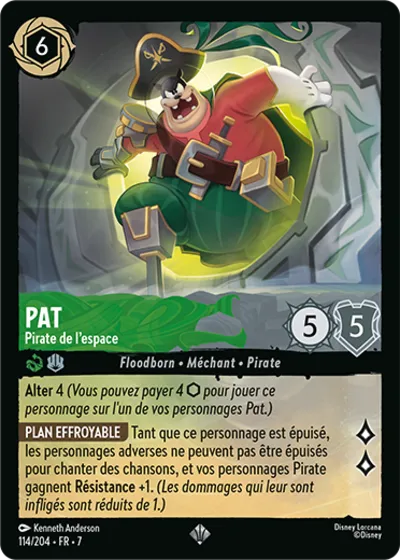 6
PAT
Pirate de l'espace
5 5
Floodborn • Méchant • Pirate
Alter 4 (Vous pouvez payer 4 ⬡ pour jouer ce
personnage sur l'un de vos personnages Pat.)
PLAN EFFROYABLE Tant que ce personnage est épuisé,
les personnages adverses ne peuvent pas être épuisés
pour chanter des chansons, et vos personnages Pirate
gagnent Résistance +1. (Les dommages qui leur sont
infligés sont réduits de 1.)
Kenneth Anderson
114/204 • FR • 7
Disney Lorcana
©Disney